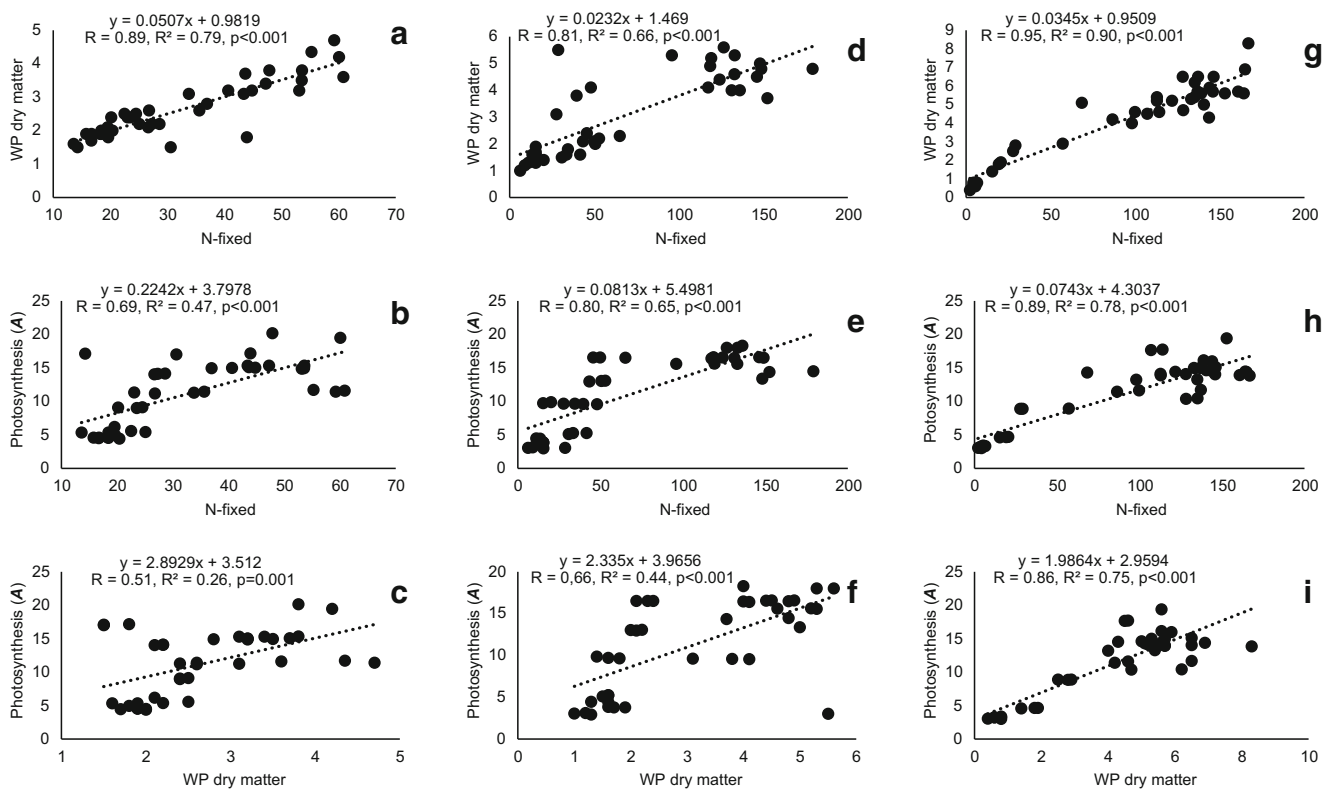 y = 0.0507x + 0.9819
R = 0.89, R² = 0.79, p<0.001
a
WP dry matter
5
4
3
2
1
0
10 20 30 40 50 60 70
N-fixed
y = 0.0232x + 1.469
R = 0.81, R² = 0.66, p<0.001
d
WP dry matter
6
5
4
3
2
1
0
0 50 100 150 200
N-fixed
y = 0.0345x + 0.9509
R = 0.95, R² = 0.90, p<0.001
g
WP dry matter
9
8
7
6
5
4
3
2
1
0
0 50 100 150 200
N-fixed
y = 0.2242x + 3.7978
R = 0.69, R² = 0.47, p<0.001
b
Photosynthesis (A)
25
20
15
10
5
0
10 20 30 40 50 60 70
N-fixed
y = 0.0813x + 5.4981
R = 0.80, R² = 0.65, p<0.001
e
Photosynthesis (A)
25
20
15
10
5
0
0 50 100 150 200
N-fixed
y = 0.0743x + 4.3037
R = 0.89, R² = 0.78, p<0.001
h
Potosynthesis (A)
25
20
15
10
5
0
0 50 100 150 200
N-fixed
y = 2.8929x + 3.512
R = 0.51, R² = 0.26, p=0.001
c
Photosynthesis (A)
25
20
15
10
5
0
1 2 3 4 5
WP dry matter
y = 2.335x + 3.9656
R = 0,66, R² = 0.44, p<0.001
f
Photosynthesis (A)
20
15
10
5
0
0 1 2 3 4 5 6
WP dry matter
y = 1.9864x + 2.9594
R = 0.86, R² = 0.75, p<0.001
i
Photosynthesis (A)
25
20
15
10
5
0
0 2 4 6 8 10
WP dry matter